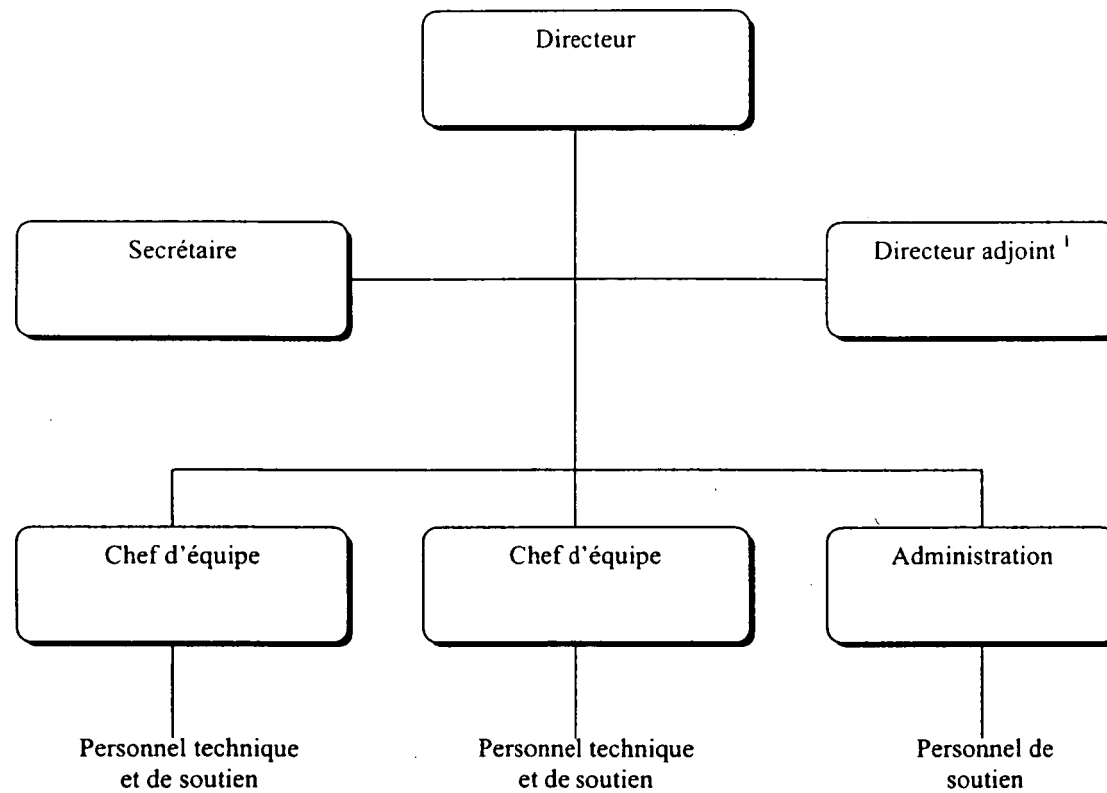 Directeur
Secrétaire
Directeur adjoint 1
Chef d'équipe
Chef d'équipe
Administration
Personnel technique
et de soutien
Personnel technique
et de soutien
Personnel de
soutien